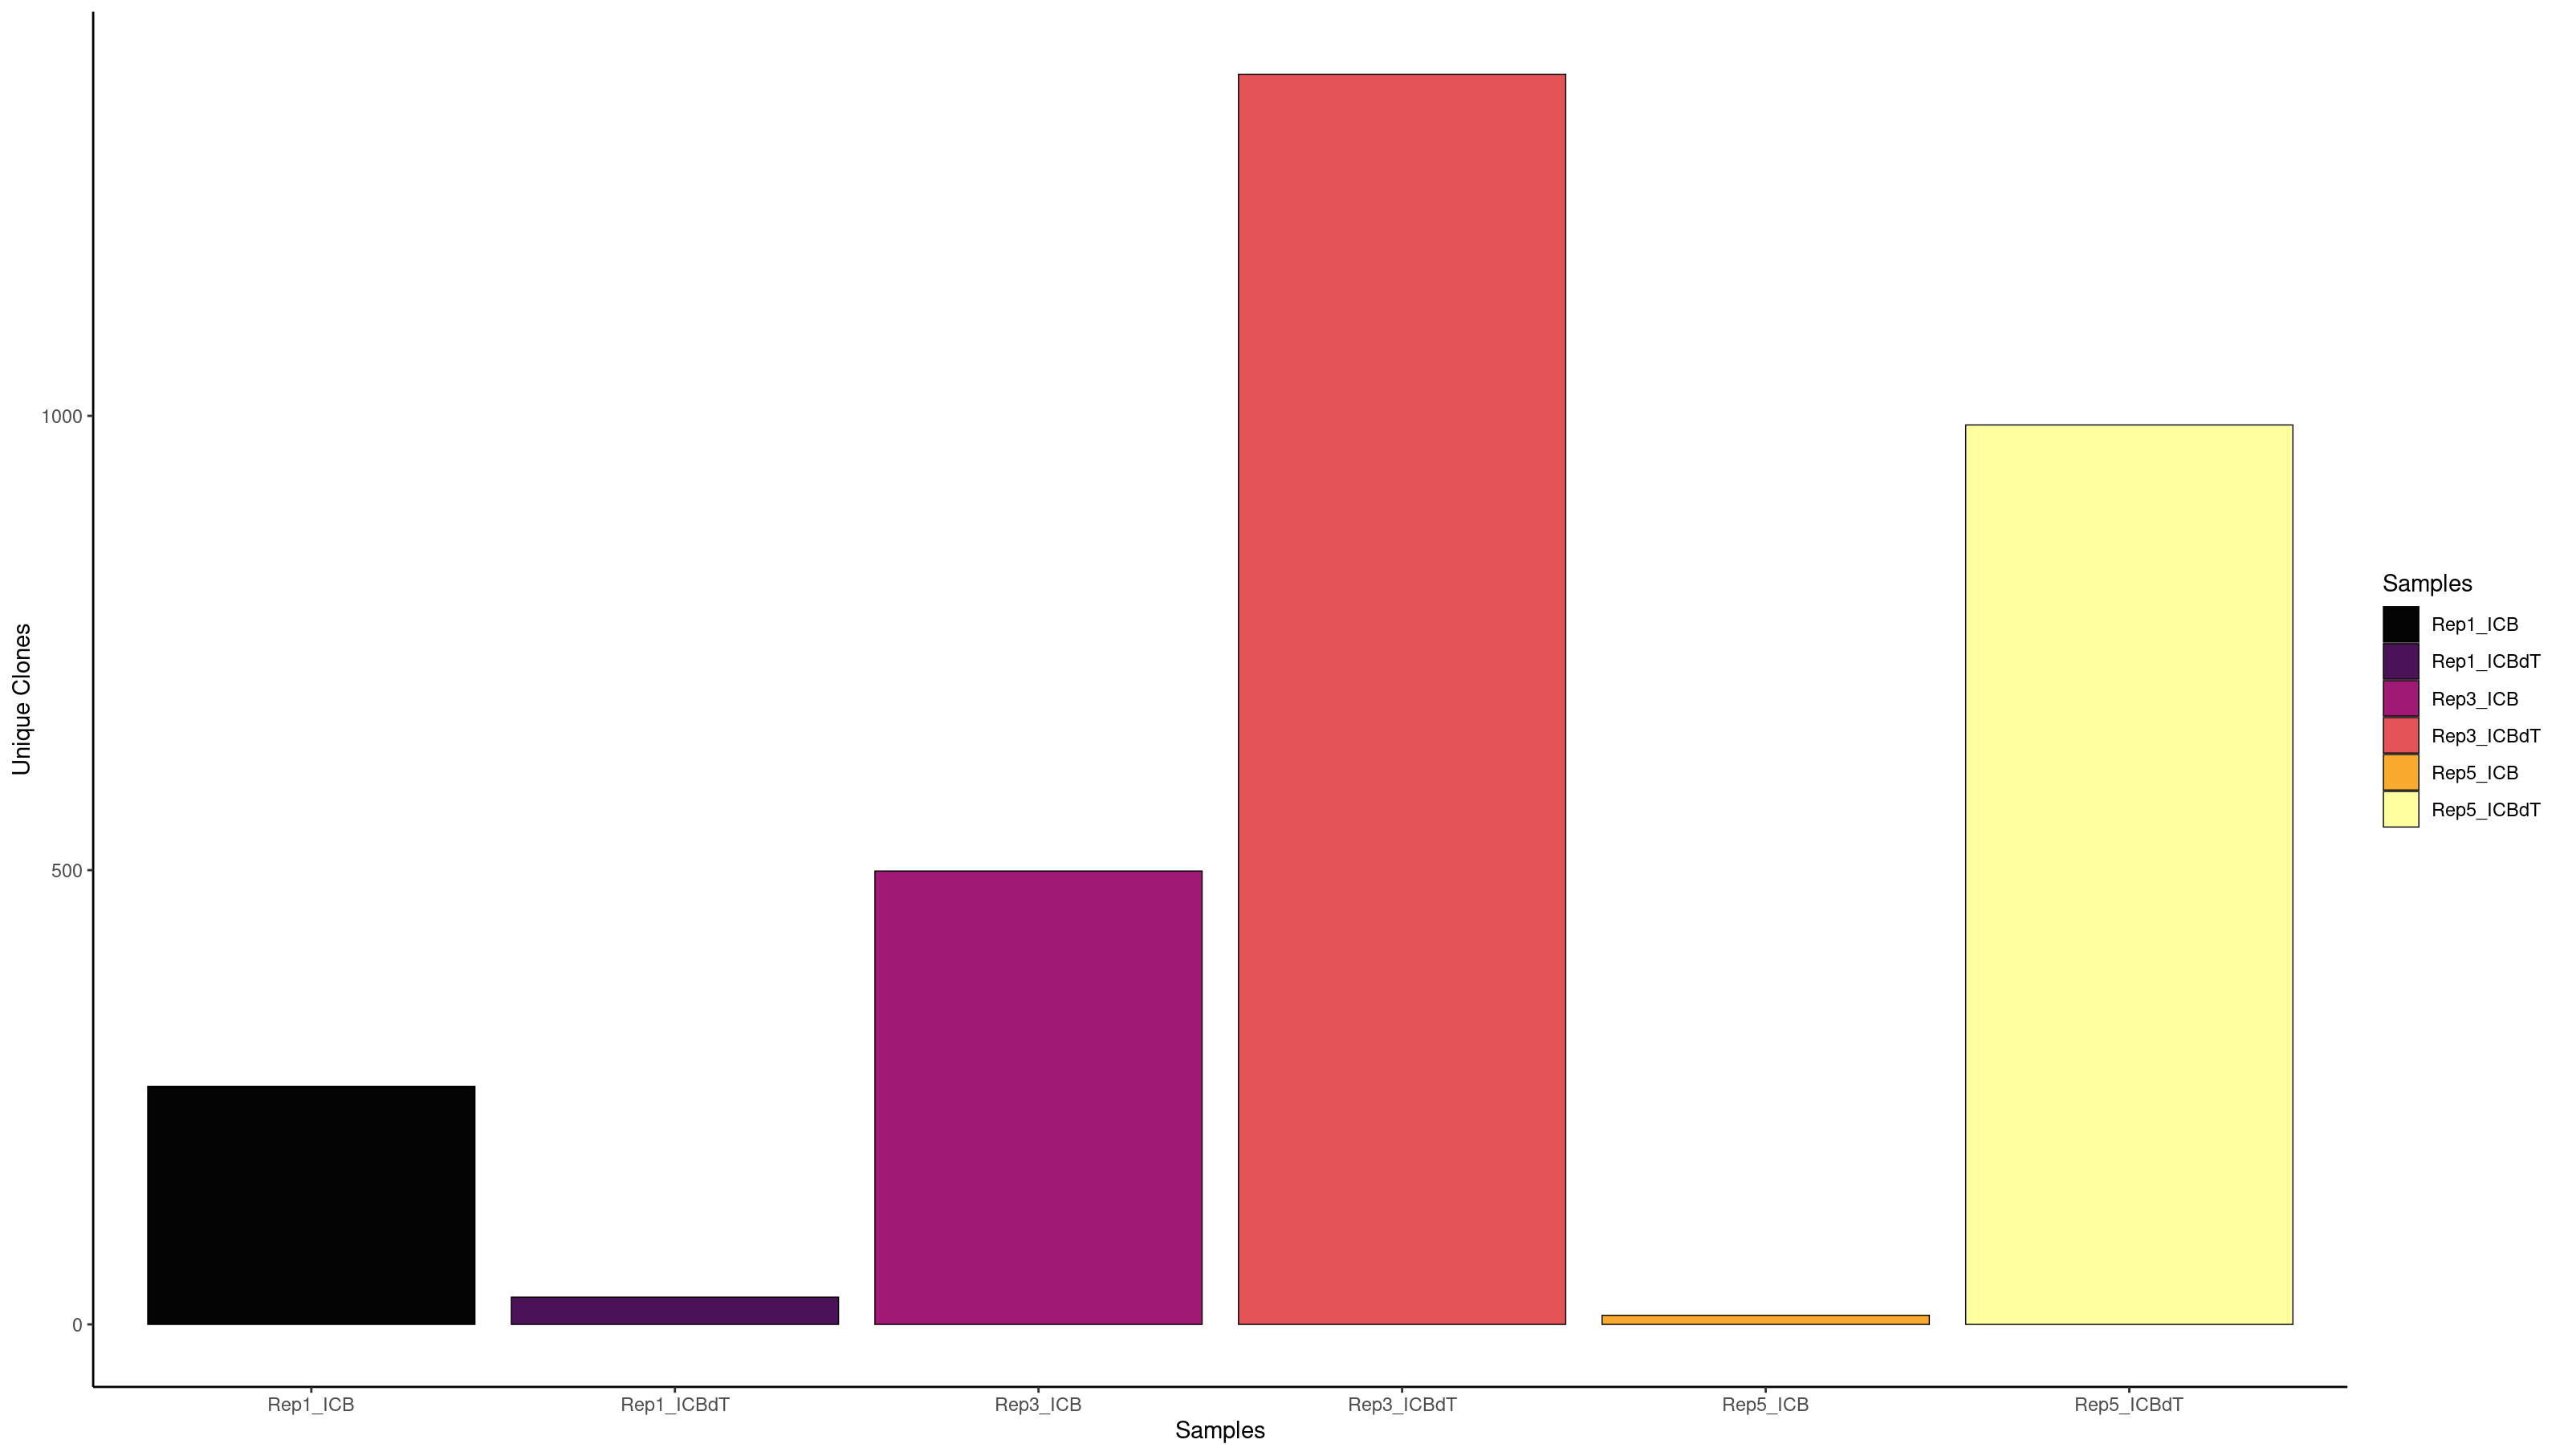 Unique Clones
1000
500
0
Rep1_ICB
Rep1_ICBdT
Rep3_ICB
Rep3_ICBdT
Rep5_ICB
Rep5_ICBdT
Samples
Samples
Rep1_ICB
Rep1_ICBdT
Rep3_ICB
Rep3_ICBdT
Rep5_ICB
Rep5_ICBdT